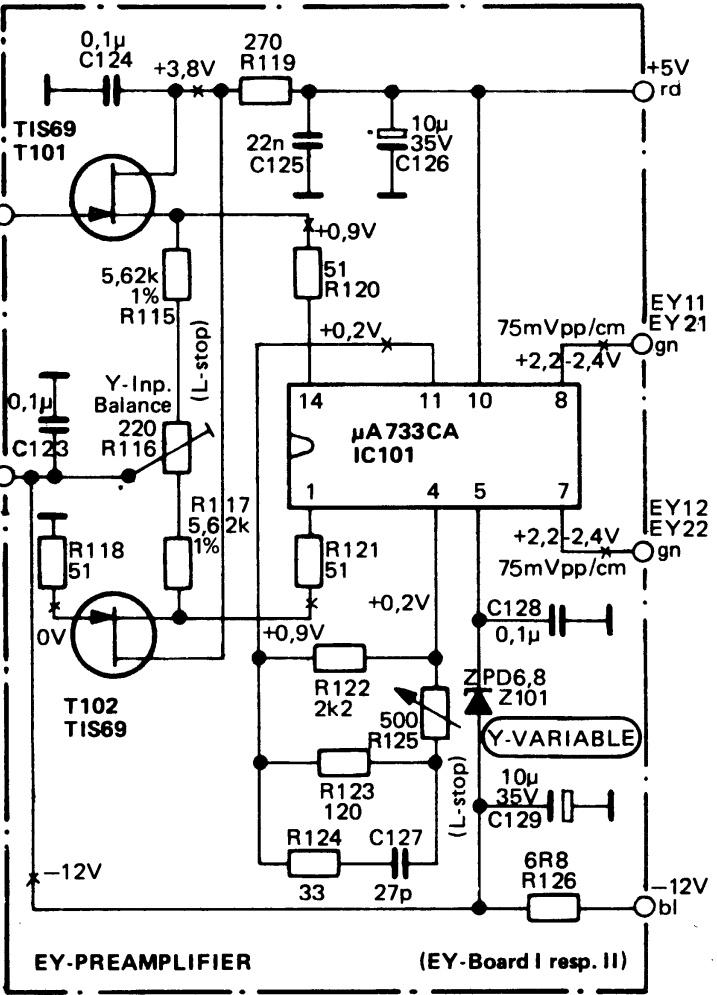 0,1µ
C124
+3,8V
270
R119
+5V
rd
TIS69
T101
22n
C125
10µ
35V
C126
+0,9V
5,62k
1%
R115
51
R120
(L-stop)
+0,2V
75mVpp/cm
+2,2-2,4V
EY11
EY21
gn
0,1µ
C123
Y-Inp.
Balance
220
R116
14
11
10
8
µA733CA
IC101
1
4
5
7
R117
5,62k
1%
R118
51
R121
51
+2,2-2,4V
75mVpp/cm
EY12
EY22
gn
0V
+0,9V
+0,2V
C128
0,1µ
T102
TIS69
R122
2k2
500
R125
ZPD6,8
Z101
Y-VARIABLE
R123
120
(L-stop)
10µ
35V
C129
R124
33
C127
27p
−12V
6R8
R126
−12V
bl
EY-PREAMPLIFIER
(EY-Board I resp. II)